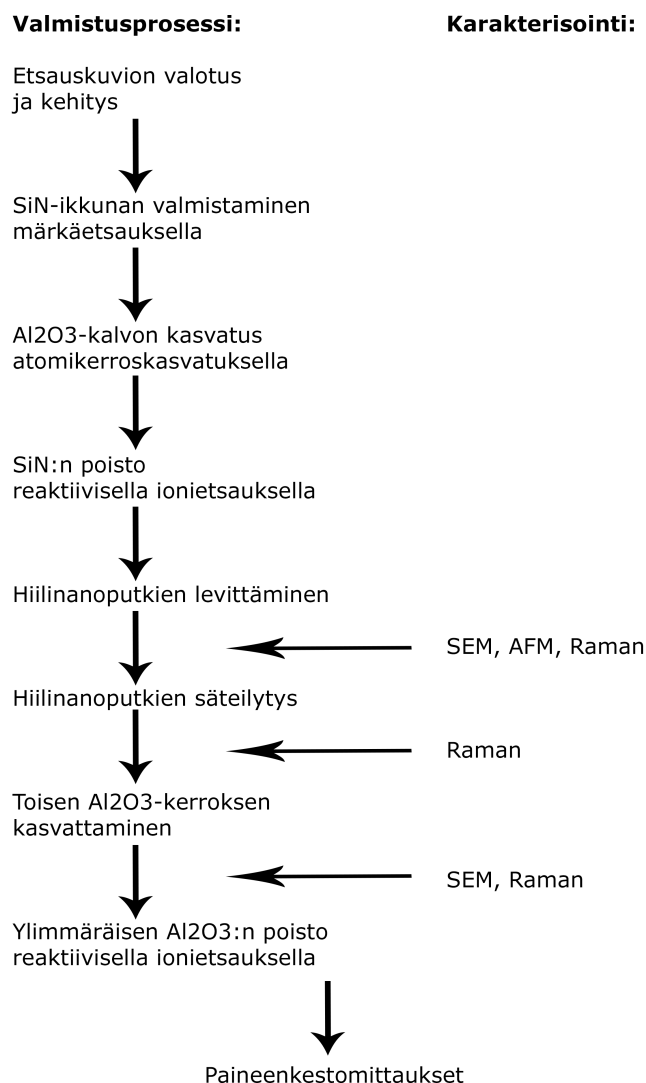 Valmistusprosessi:
Karakterisointi:
Etsauskuvion valotus
ja kehitys
SiN-ikkunan valmistaminen
märkäetsauksella
Al2O3-kalvon kasvatus
atomikerroskasvatuksella
SiN:n poisto
reaktiivisella ionietsauksella
Hiilinanoputkien levittäminen
SEM, AFM, Raman
Hiilinanoputkien säteilytys
Raman
Toisen Al2O3-kerroksen
kasvattaminen
SEM, Raman
Ylimmäräisen Al2O3:n poisto
reaktiivisella ionietsauksella
Paineenkestomittaukset